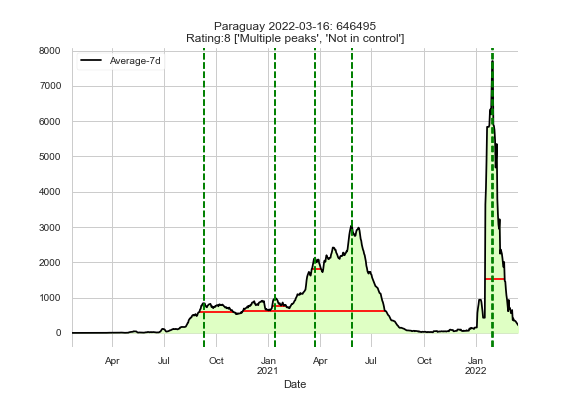 Paraguay 2022-03-16: 646495
Rating:8 ['Multiple peaks', 'Not in control']
8000
Average-7d
7000
6000
5000
4000
3000
2000
1000
0
Apr Jul Oct Jan Apr Jul Oct Jan
2021 2022
Date